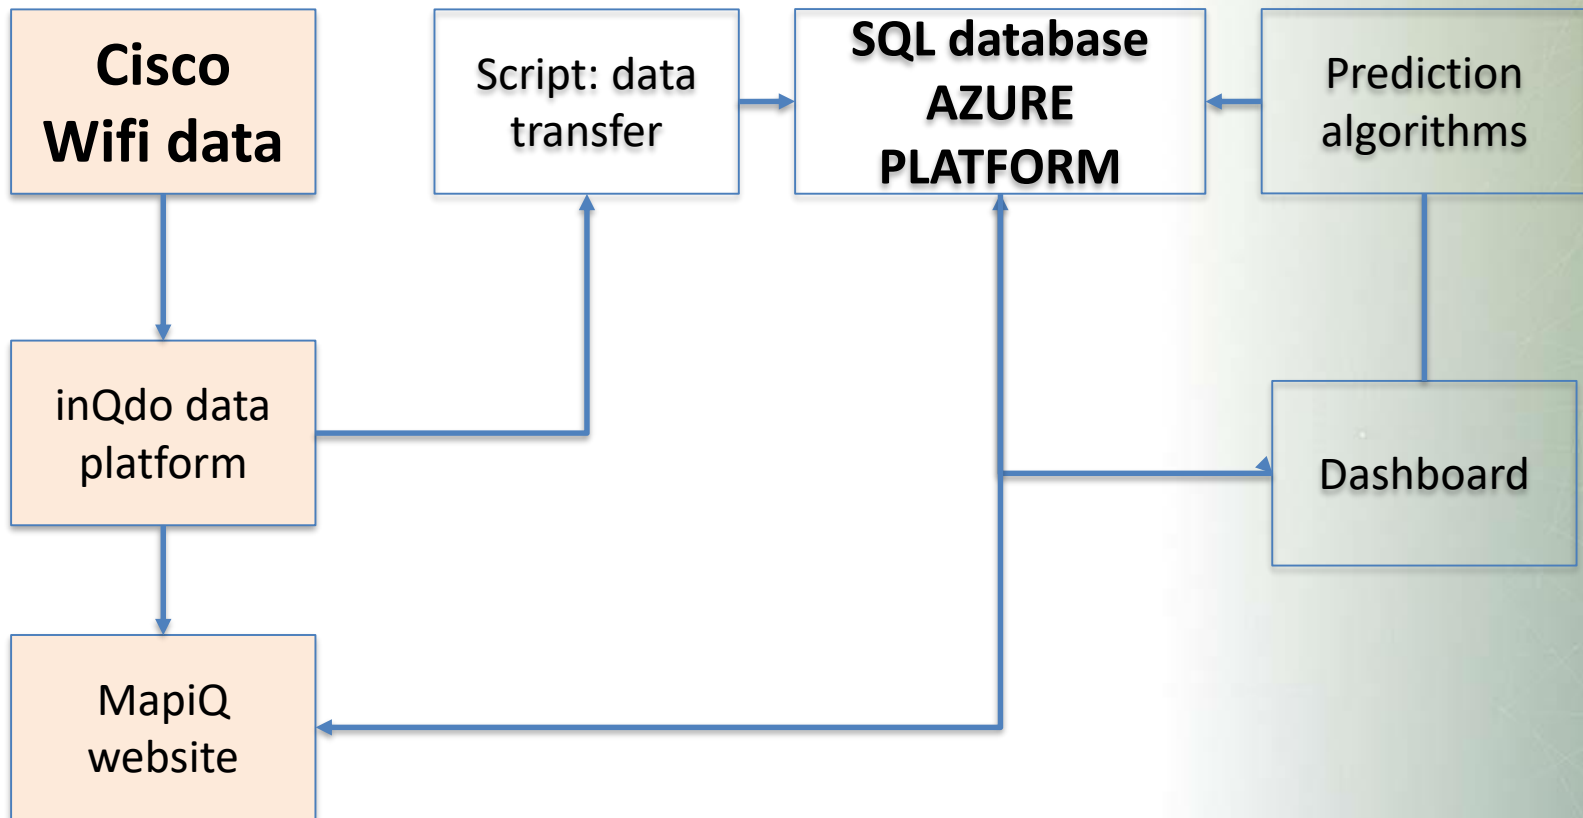 Cisco
Wifi data
Script: data
transfer
SQL database
AZURE
PLATFORM
Prediction
algorithms
inQdo data
platform
Dashboard
MapiQ
website